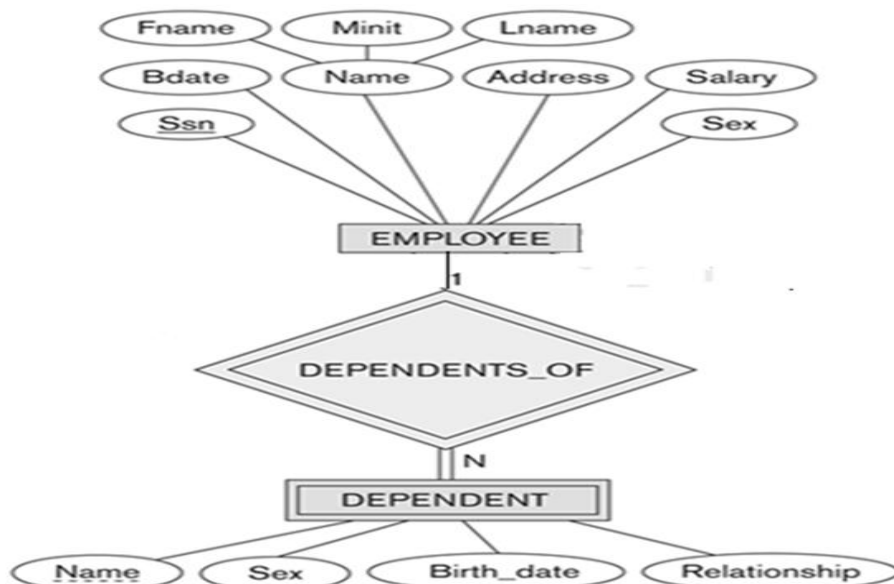 Fname Minit Lname
Bdate Name Address Salary
Ssn Sex
EMPLOYEE
1
DEPENDENTS_OF
N
DEPENDENT
Name Sex Birth_date Relationship